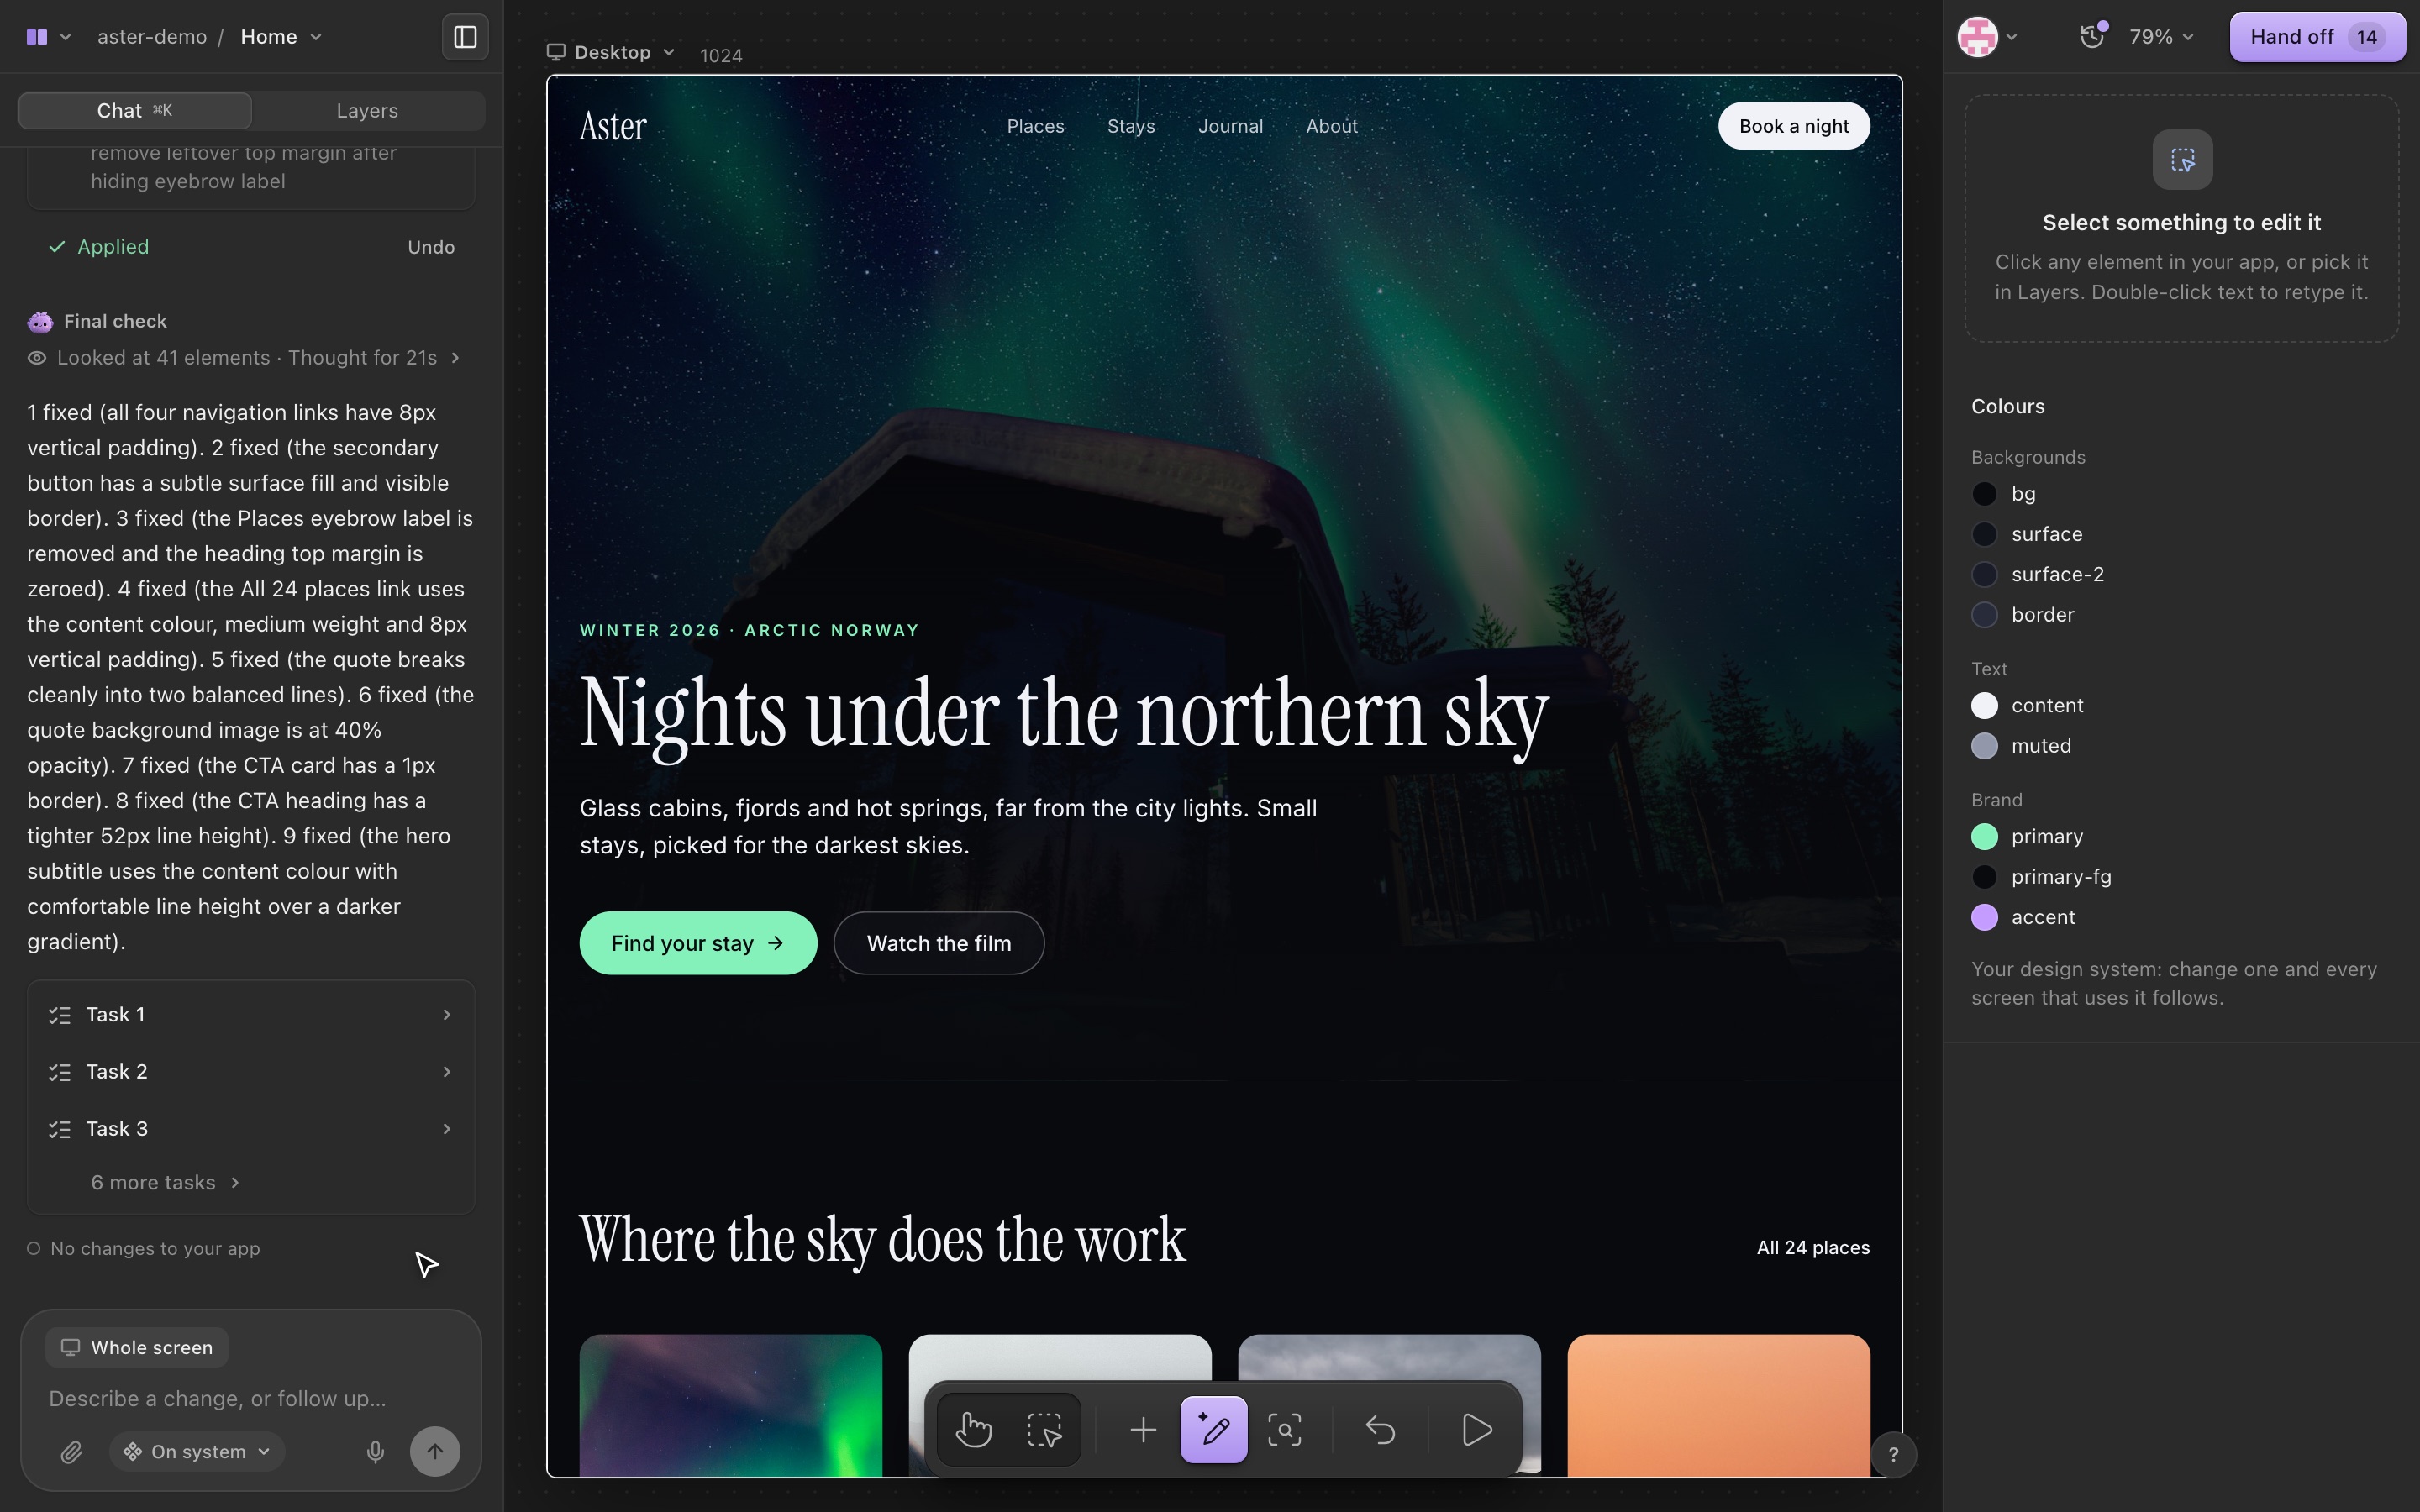 aster-demo / Home
Chat ⌘K
Layers
remove leftover top margin after
hiding eyebrow label
Applied
Undo
Final check
Looked at 41 elements · Thought for 21s
1 fixed (all four navigation links have 8px
vertical padding). 2 fixed (the secondary
button has a subtle surface fill and visible
border). 3 fixed (the Places eyebrow label is
removed and the heading top margin is
zeroed). 4 fixed (the All 24 places link uses
the content colour, medium weight and 8px
vertical padding). 5 fixed (the quote breaks
cleanly into two balanced lines). 6 fixed (the
quote background image is at 40%
opacity). 7 fixed (the CTA card has a 1px
border). 8 fixed (the CTA heading has a
tighter 52px line height). 9 fixed (the hero
subtitle uses the content colour with
comfortable line height over a darker
gradient).
Task 1
Task 2
Task 3
6 more tasks
No changes to your app
Whole screen
Describe a change, or follow up...
On system
Desktop
1024
Aster
Places
Stays
Journal
About
Book a night
WINTER 2026 · ARCTIC NORWAY
Nights under the northern sky
Glass cabins, fjords and hot springs, far from the city lights. Small
stays, picked for the darkest skies.
Find your stay →
Watch the film
Where the sky does the work
All 24 places
?
79%
Hand off 14
Select something to edit it
Click any element in your app, or pick it
in Layers. Double-click text to retype it.
Colours
Backgrounds
bg
surface
surface-2
border
Text
content
muted
Brand
primary
primary-fg
accent
Your design system: change one and every
screen that uses it follows.